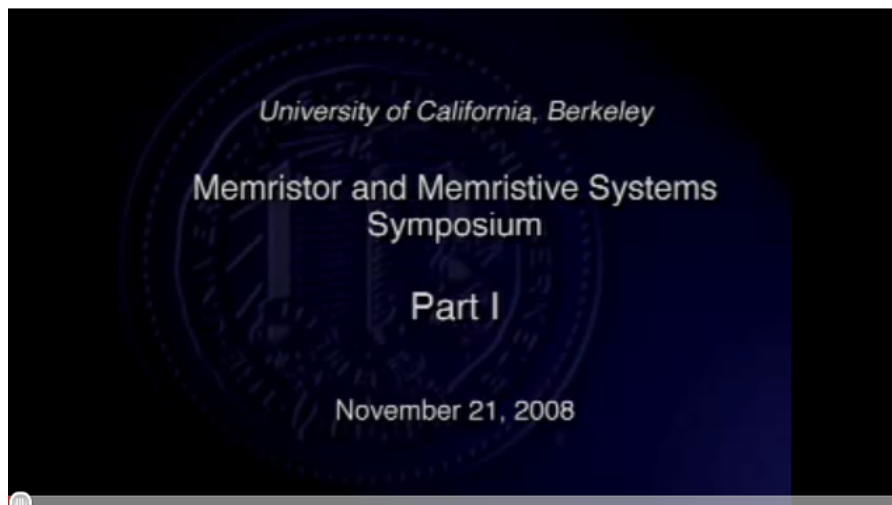 University of California, Berkeley
Memristor and Memristive Systems
Symposium
Part I
November 21, 2008